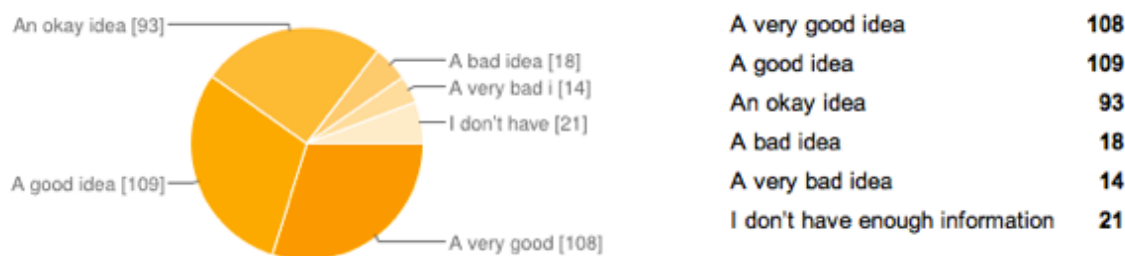 An okay idea [93]
A bad idea [18]
A very bad i [14]
I don't have [21]
A good idea [109]
A very good [108]
A very good idea 108
A good idea 109
An okay idea 93
A bad idea 18
A very bad idea 14
I don't have enough information 21